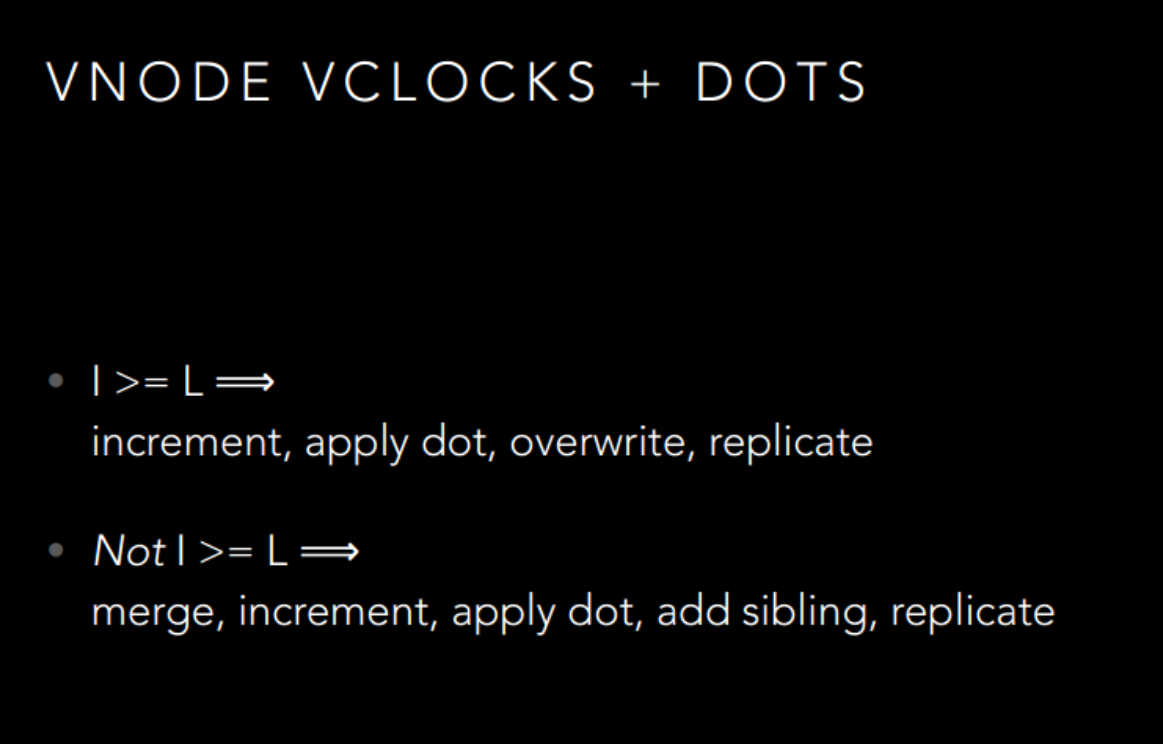 VNODE VCLOCKS + DOTS
• I >= L ⟹
increment, apply dot, overwrite, replicate
• Not I >= L ⟹
merge, increment, apply dot, add sibling, replicate